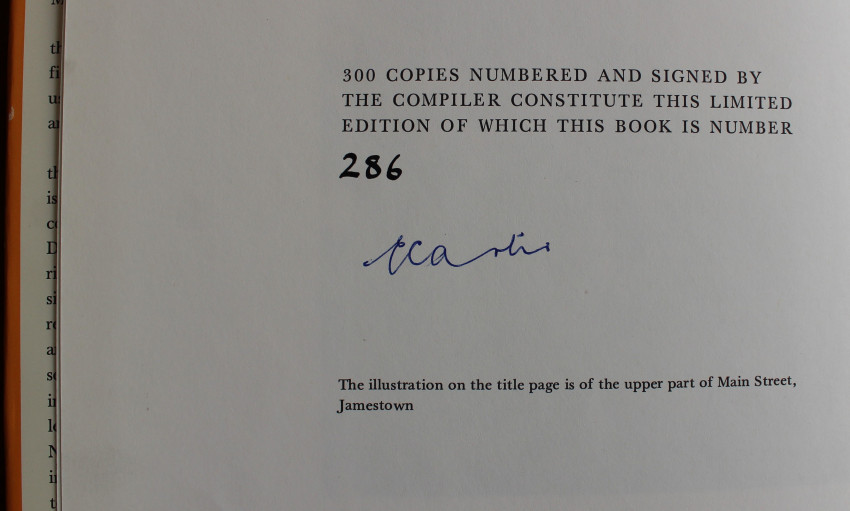 300 COPIES NUMBERED AND SIGNED BY
THE COMPILER CONSTITUTE THIS LIMITED
EDITION OF WHICH THIS BOOK IS NUMBER
286
The illustration on the title page is of the upper part of Main Street,
Jamestown